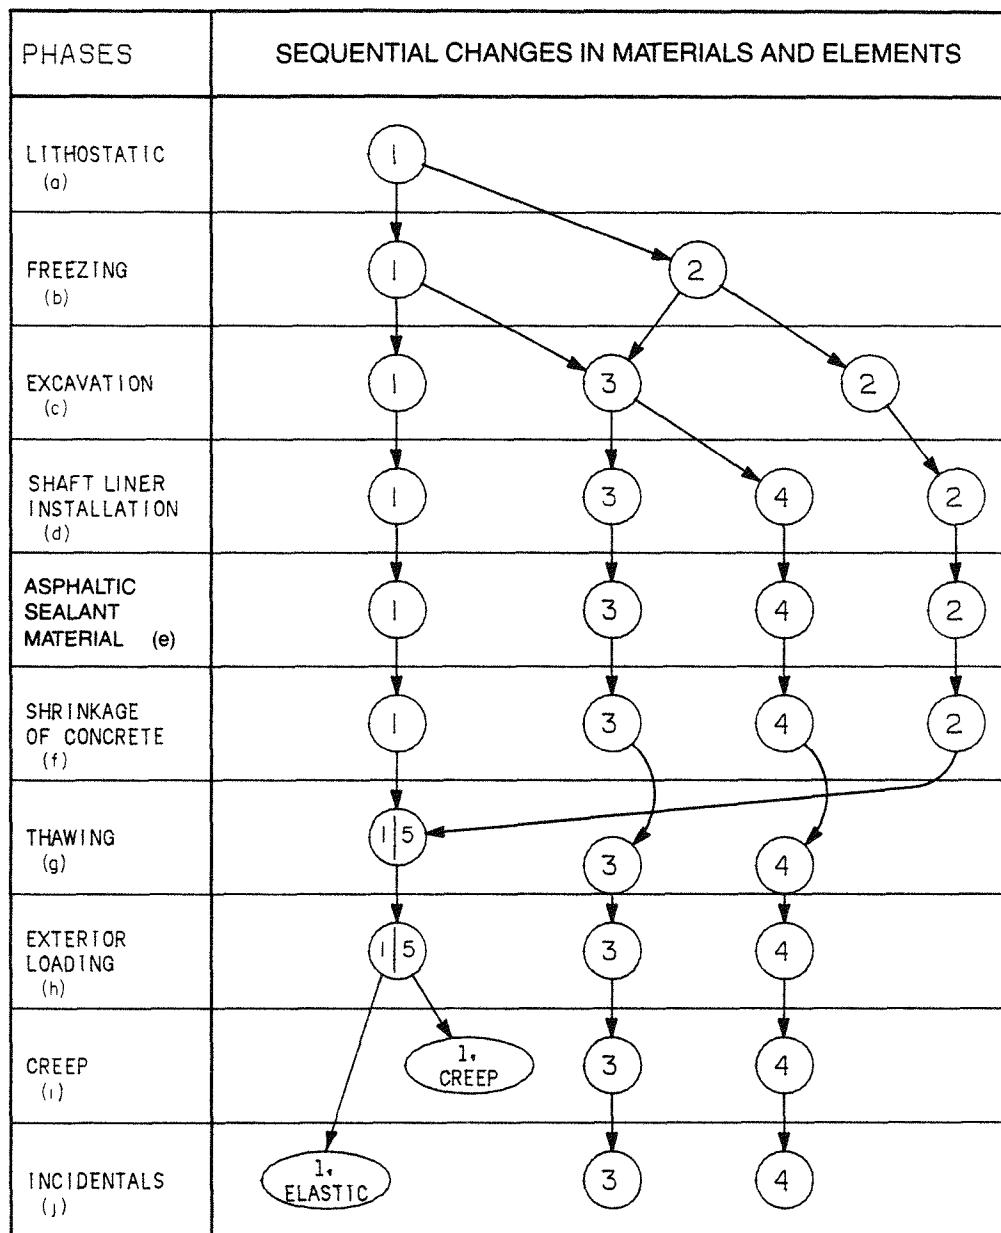 PHASES
SEQUENTIAL CHANGES IN MATERIALS AND ELEMENTS
LITHOSTATIC
(a)
1
FREEZING
(b)
1
2
EXCAVATION
(c)
1
3
2
SHAFT LINER
INSTALLATION
(d)
1
3
4
2
ASPHALTIC
SEALANT
MATERIAL (e)
1
3
4
2
SHRINKAGE
OF CONCRETE
(f)
1
3
4
2
THAWING
(g)
1|5
3
4
EXTERIOR
LOADING
(h)
1|5
3
4
CREEP
(i)
1,
CREEP
3
4
INCIDENTALS
(j)
1,
ELASTIC
3
4